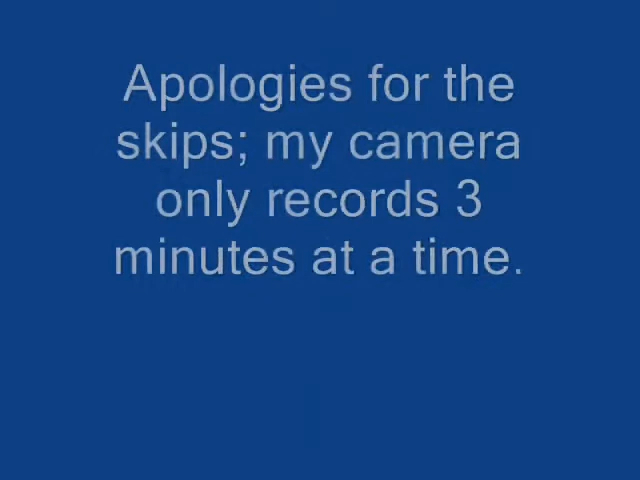 Apologies for the
skips; my camera
only records 3
minutes at a time.